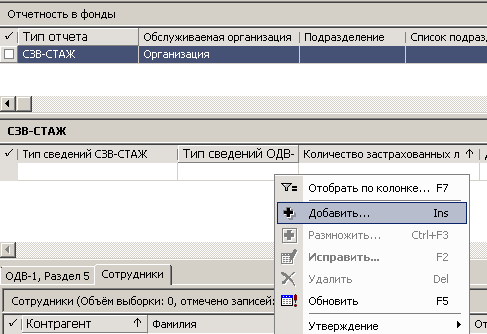 Отчетность в фонды
✓ Тип отчета Обслуживаемая организация Подразделение Список подразд
СЗВ-СТАЖ Организация
СЗВ-СТАЖ
✓ Тип сведений СЗВ-СТАЖ Тип сведений ОДВ- Количество застрахованных л
Отобрать по колонке... F7
Добавить... Ins
Размножить... Ctrl+F3
Исправить... F2
Удалить Del
Обновить F5
Утверждение
ОДВ-1, Раздел 5 Сотрудники
Сотрудники (Объём выборки: 0, отмечено записей:
✓ Контрагент Фамилия От